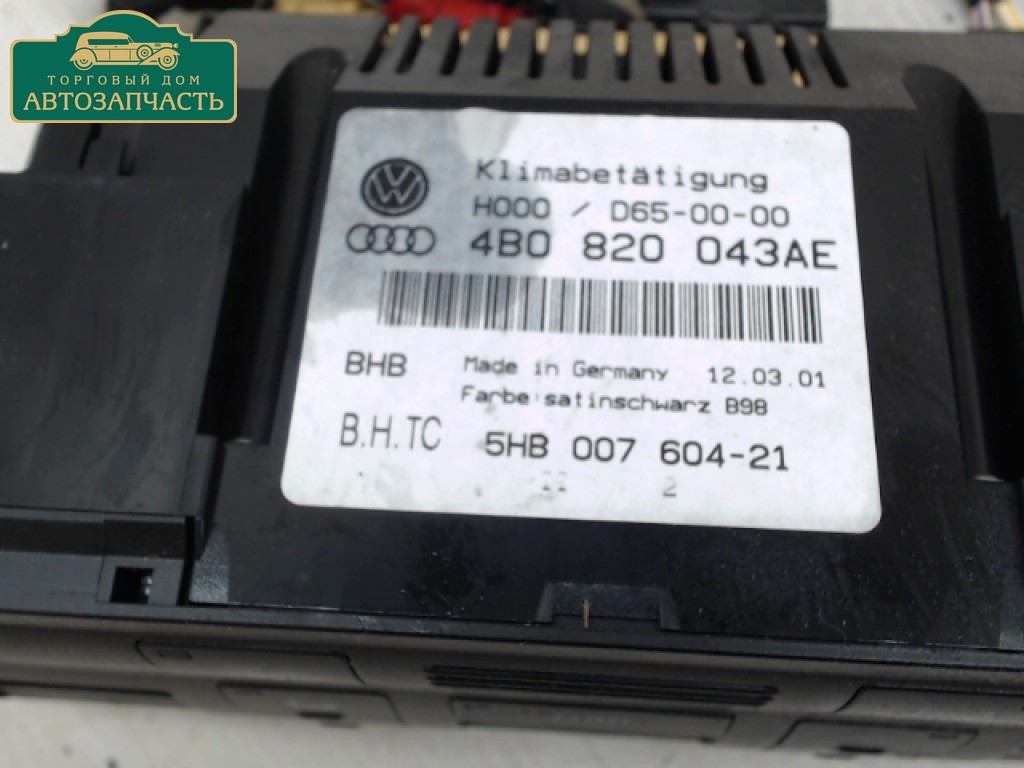 ТОРГОВЫЙ ДОМ
АВТОЗАПЧАСТЬ
Klimabetätigung
H000 / D65-00-00
4B0 820 043AE
BHB Made in Germany 12.03.01
Farbe:satinschwarz B98
B.H.TC 5HB 007 604-21
11 2